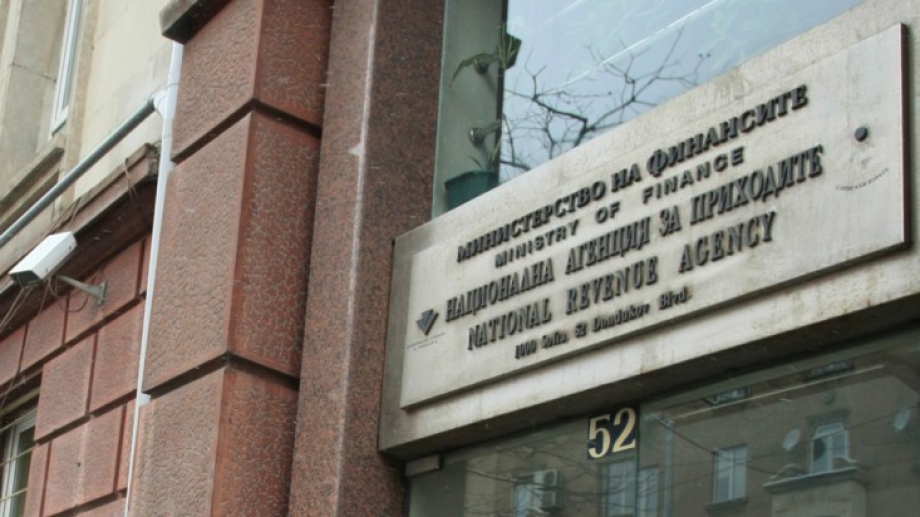 МИНИСТЕРСТВО НА ФИНАНСИТЕ
MINISTRY OF FINANCE
НАЦИОНАЛНА АГЕНЦИЯ ЗА ПРИХОДИТЕ
NATIONAL REVENUE AGENCY
1000 Sofia 52 Dondukov Blvd.
52